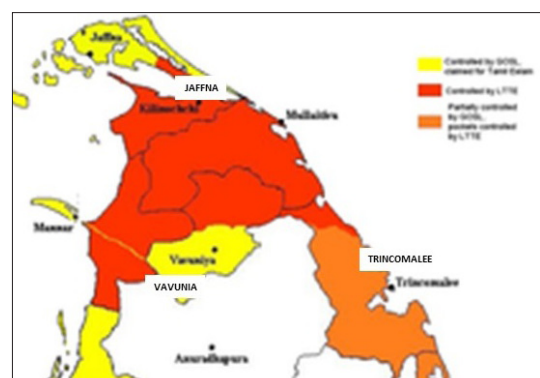 Jaffna
JAFFNA
Kilinochchi
Mullaitivu
Mannar
Vavuniya
VAVUNIA
TRINCOMALEE
Trincomalee
Anuradhapura
Controlled by GOSL,
claimed for Tamil Eelam
Controlled by LTTE
Partially controlled
by GOSL,
pockets controlled
by LTTE